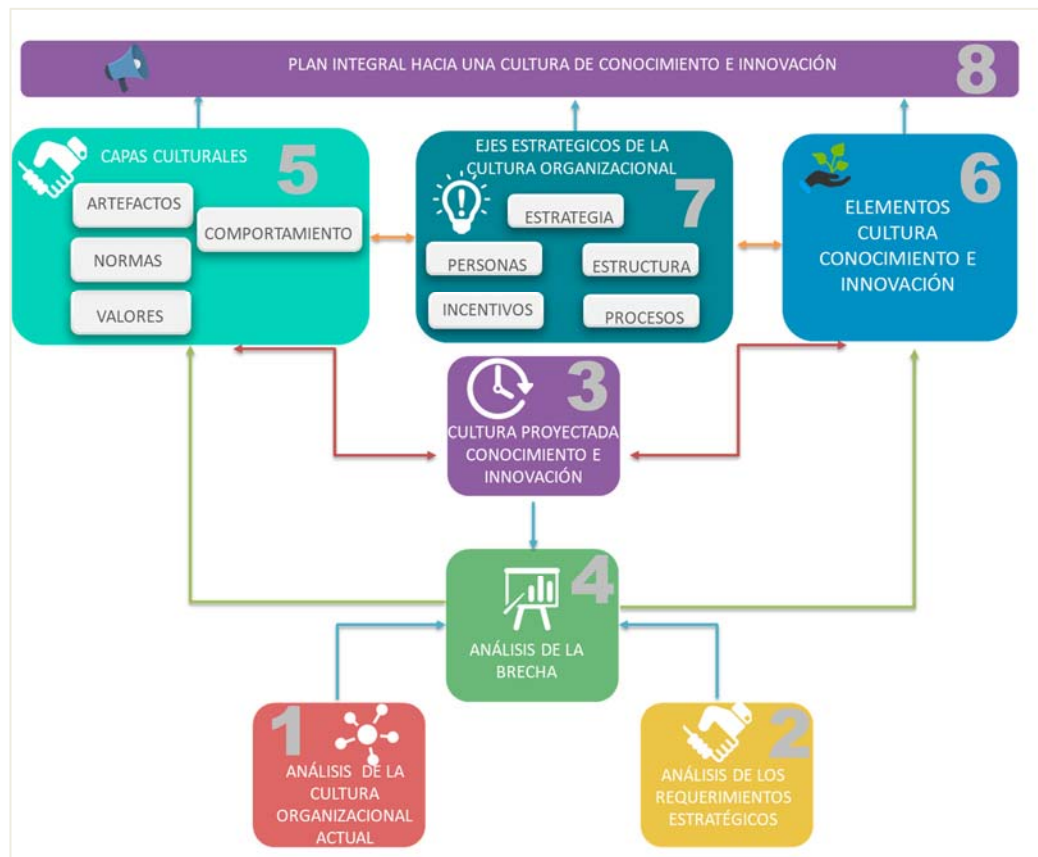 PLAN INTEGRAL HACIA UNA CULTURA DE CONOCIMIENTO E INNOVACIÓN
8
CAPAS CULTURALES
5
ARTEFACTOS
COMPORTAMIENTO
NORMAS
VALORES
EJES ESTRATEGICOS DE LA
CULTURA ORGANIZACIONAL
7
ESTRATEGIA
PERSONAS
ESTRUCTURA
INCENTIVOS
PROCESOS
6
ELEMENTOS
CULTURA
CONOCIMIENTO E
INNOVACIÓN
3
CULTURA PROYECTADA
CONOCIMIENTO E
INNOVACIÓN
4
ANÁLISIS DE LA
BRECHA
1
ANÁLISIS DE LA
CULTURA
ORGANIZACIONAL
ACTUAL
2
ANÁLISIS DE LOS
REQUERIMIENTOS
ESTRATÉGICOS